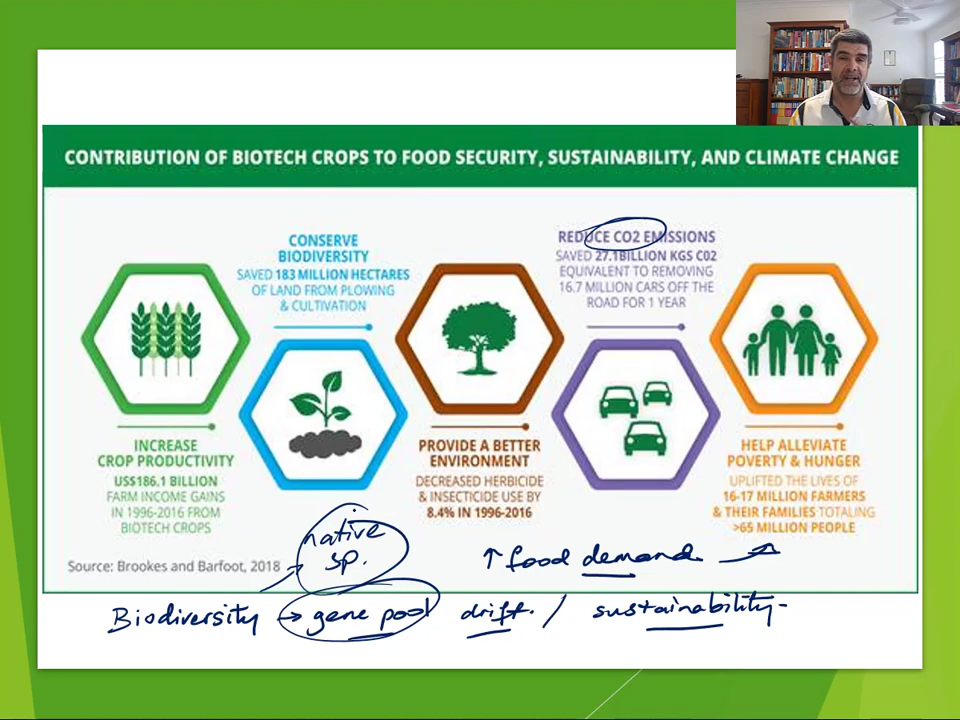 CONTRIBUTION OF BIOTECH CROPS TO FOOD SECURITY, SUSTAINABILITY, AND CLIMATE CHANGE
CONSERVE
BIODIVERSITY
SAVED 183 MILLION HECTARES
OF LAND FROM PLOWING
& CULTIVATION
REDUCE CO2 EMISSIONS
SAVED 27.1BILLION KGS C02
EQUIVALENT TO REMOVING
16.7 MILLION CARS OFF THE
ROAD FOR 1 YEAR
INCREASE
CROP PRODUCTIVITY
US$186.1 BILLION
FARM INCOME GAINS
IN 1996-2016 FROM
BIOTECH CROPS
PROVIDE A BETTER
ENVIRONMENT
DECREASED HERBICIDE
& INSECTICIDE USE BY
8.4% IN 1996-2016
HELP ALLEVIATE
POVERTY & HUNGER
UPLIFTED THE LIVES OF
16-17 MILLION FARMERS
& THEIR FAMILIES TOTALING
>65 MILLION PEOPLE
Source: Brookes and Barfoot, 2018
native
sp.
↑ food demand →
Biodiversity → gene pool drift. / sustainability-